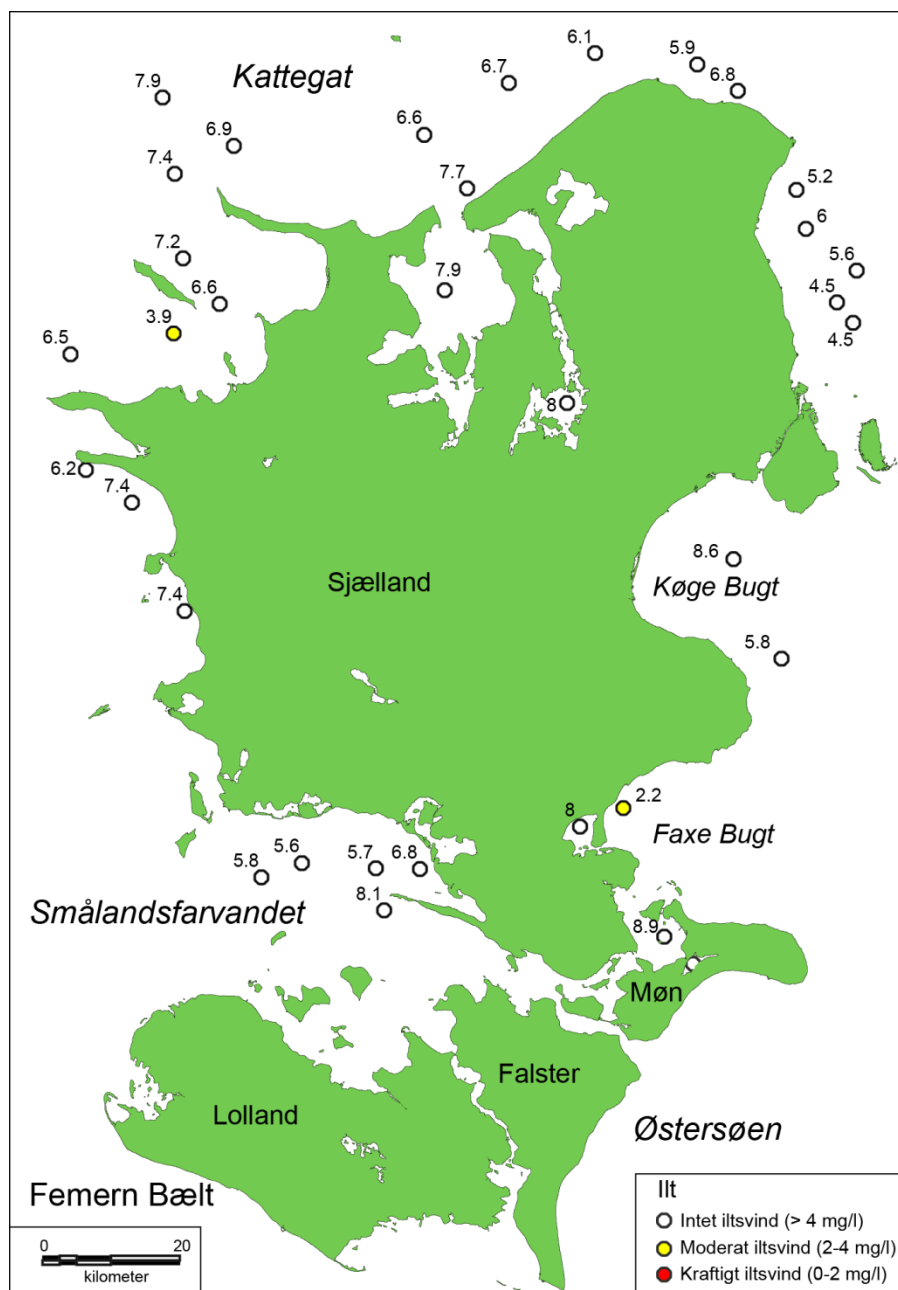 6.1
5.9
6.7
Kattegat
6.8
7.9
6.6
6.9
7.4
7.7
5.2
6
7.2
5.6
7.9
6.6
4.5
3.9
4.5
6.5
8
6.2
7.4
8.6
Sjælland
Køge Bugt
7.4
5.8
2.2
8
Faxe Bugt
5.6
5.7
6.8
5.8
8.1
Smålandsfarvandet
8.9
Møn
Falster
Lolland
Østersøen
Femern Bælt
Ilt
Intet iltsvind (> 4 mg/l)
Moderat iltsvind (2-4 mg/l)
Kraftigt iltsvind (0-2 mg/l)
0 20
kilometer